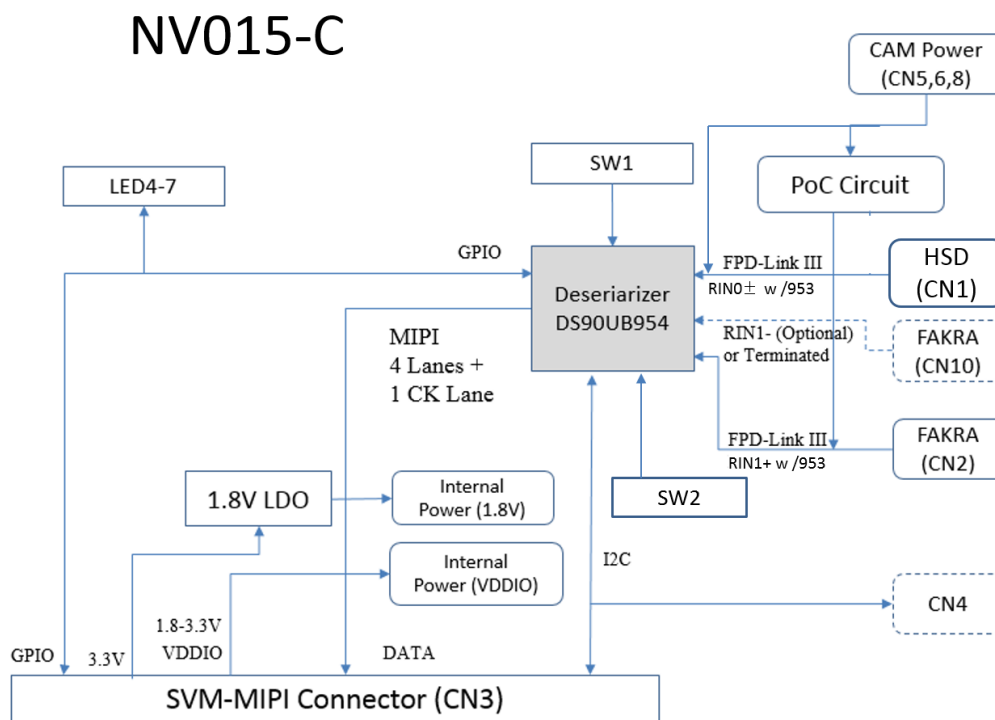 NV015-C
CAM Power
(CN5,6,8)
SW1
PoC Circuit
LED4-7
GPIO
FPD-Link III
RIN0± w/953
HSD
(CN1)
Deseriarizer
DS90UB954
MIPI
4 Lanes +
1 CK Lane
RIN1- (Optional)
or Terminated
FAKRA
(CN10)
FPD-Link III
RIN1+ w/953
FAKRA
(CN2)
1.8V LDO
Internal
Power (1.8V)
SW2
Internal
Power (VDDIO)
I2C
CN4
1.8-3.3V
VDDIO
GPIO
3.3V
DATA
SVM-MIPI Connector (CN3)